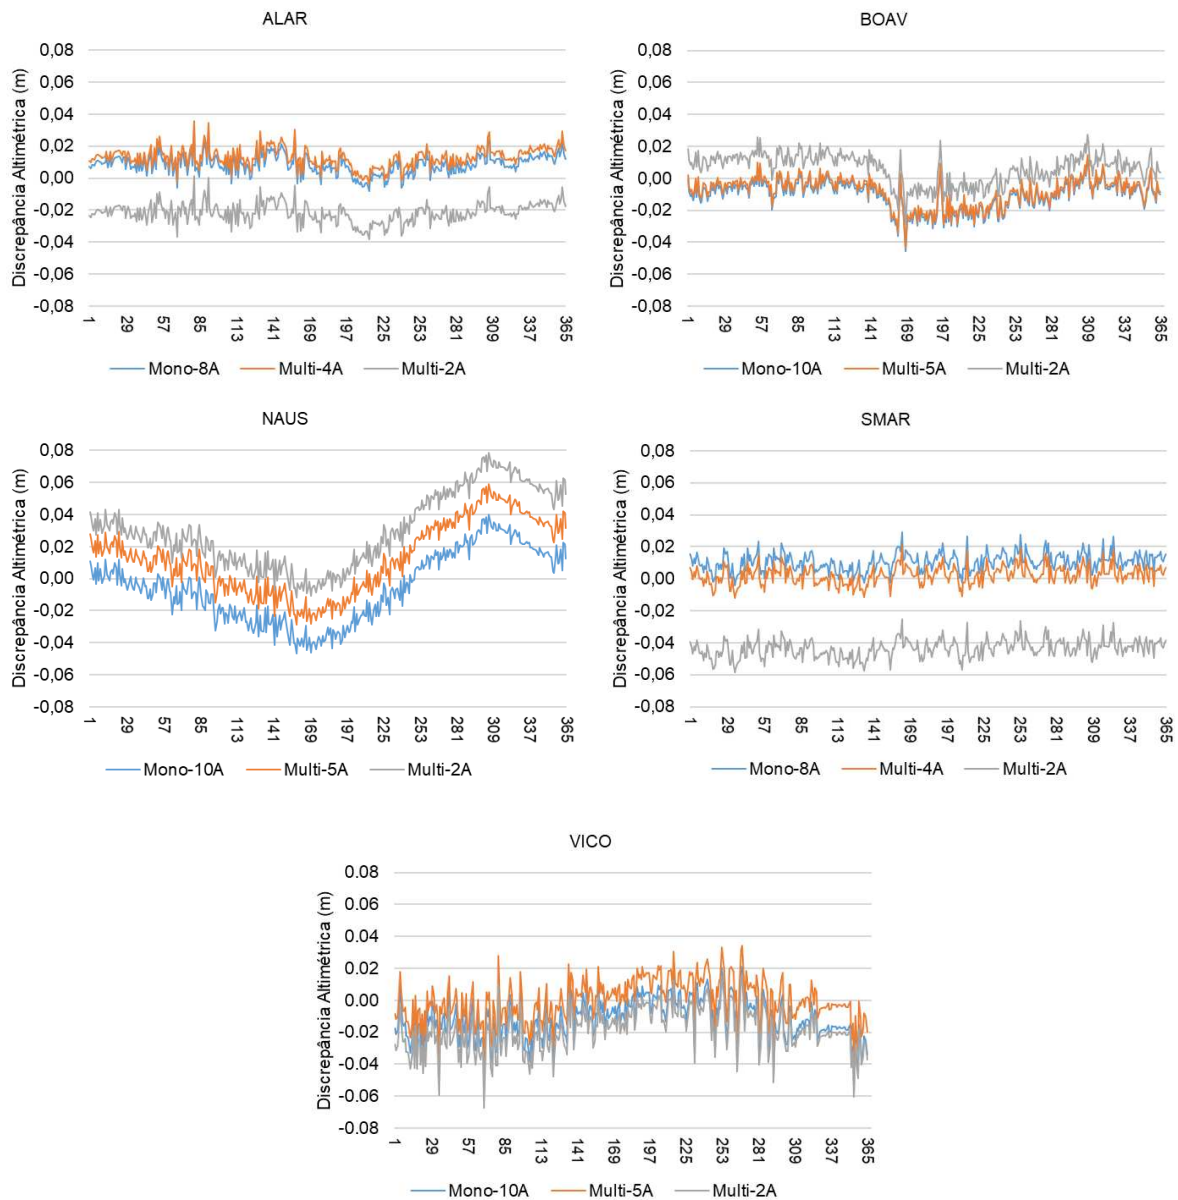 ALAR
Discrepância Altimétrica (m)
0,08
0,06
0,04
0,02
0,00
-0,02
-0,04
-0,06
-0,08
1 29 57 85 113 141 169 197 225 253 281 309 337 365
Mono-8A Multi-4A Multi-2A
BOAV
Discrepância Altimétrica (m)
0,08
0,06
0,04
0,02
0,00
-0,02
-0,04
-0,06
-0,08
1 29 57 85 113 141 169 197 225 253 281 309 337 365
Mono-10A Multi-5A Multi-2A
NAUS
Discrepância Altimétrica (m)
0,08
0,06
0,04
0,02
0,00
-0,02
-0,04
-0,06
-0,08
1 29 57 85 113 141 169 197 225 253 281 309 337 365
Mono-10A Multi-5A Multi-2A
SMAR
Discrepância Altimétrica (m)
0,08
0,06
0,04
0,02
0,00
-0,02
-0,04
-0,06
-0,08
1 29 57 85 113 141 169 197 225 253 281 309 337 365
Mono-8A Multi-4A Multi-2A
VICO
Discrepância Altimétrica (m)
0.08
0.06
0.04
0.02
0.00
-0.02
-0.04
-0.06
-0.08
1 29 57 85 113 141 169 197 225 253 281 309 337 365
Mono-10A Multi-5A Multi-2A